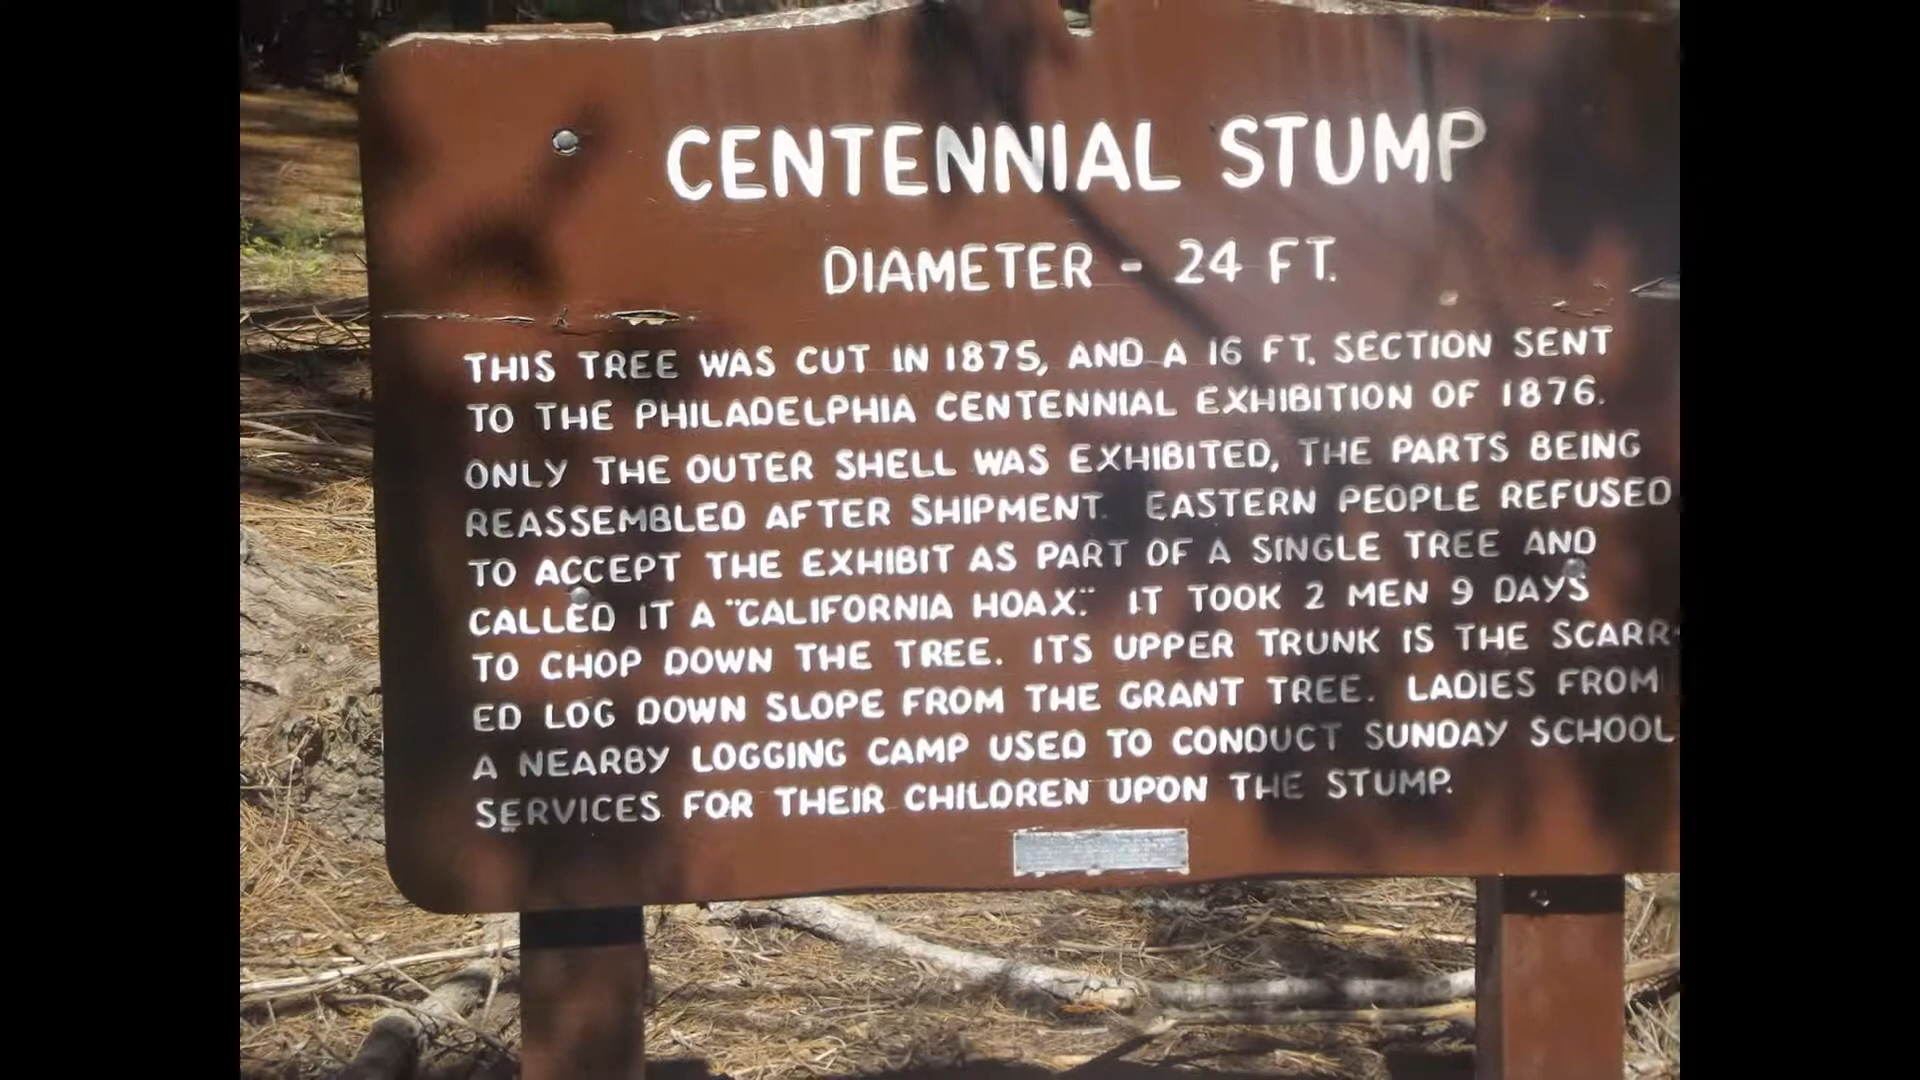 CENTENNIAL STUMP
DIAMETER - 24 FT.
THIS TREE WAS CUT IN 1875, AND A 16 FT. SECTION SENT
TO THE PHILADELPHIA CENTENNIAL EXHIBITION OF 1876.
ONLY THE OUTER SHELL WAS EXHIBITED, THE PARTS BEING
REASSEMBLED AFTER SHIPMENT. EASTERN PEOPLE REFUSED
TO ACCEPT THE EXHIBIT AS PART OF A SINGLE TREE AND
CALLED IT A "CALIFORNIA HOAX." IT TOOK 2 MEN 9 DAYS
TO CHOP DOWN THE TREE. ITS UPPER TRUNK IS THE SCARR-
ED LOG DOWN SLOPE FROM THE GRANT TREE. LADIES FROM
A NEARBY LOGGING CAMP USED TO CONDUCT SUNDAY SCHOOL
SERVICES FOR THEIR CHILDREN UPON THE STUMP.